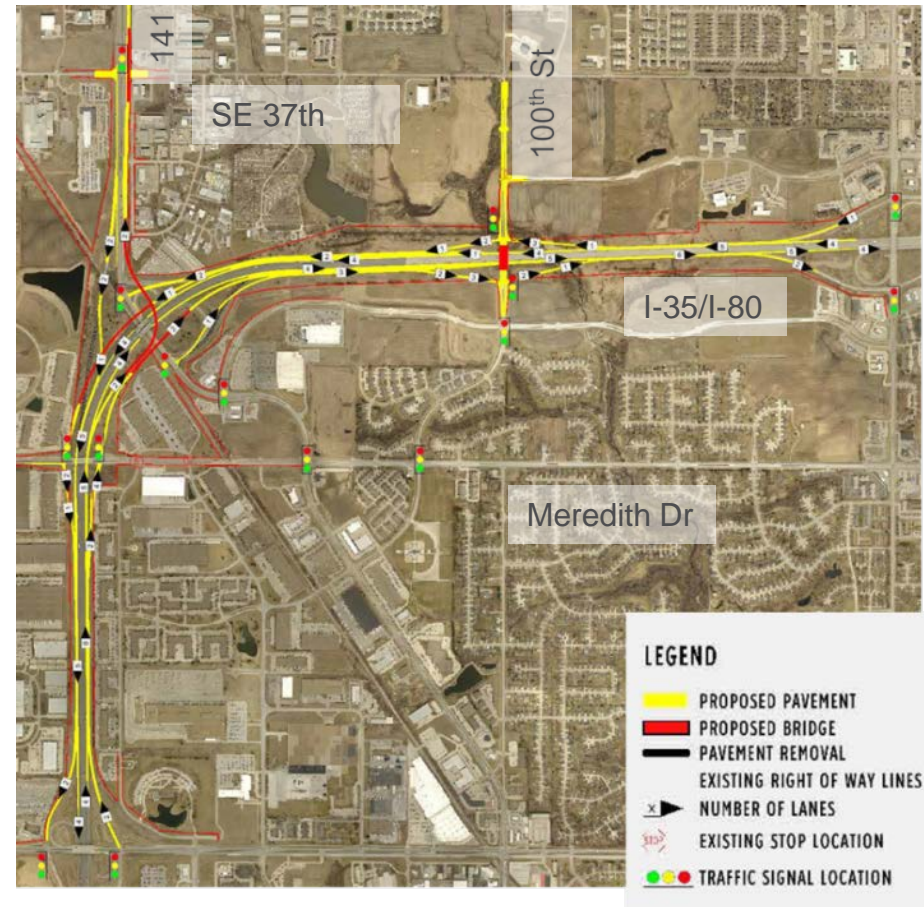 141
SE 37th
100th St
I-35/I-80
Meredith Dr
LEGEND
PROPOSED PAVEMENT
PROPOSED BRIDGE
PAVEMENT REMOVAL
EXISTING RIGHT OF WAY LINES
X NUMBER OF LANES
STOP EXISTING STOP LOCATION
TRAFFIC SIGNAL LOCATION